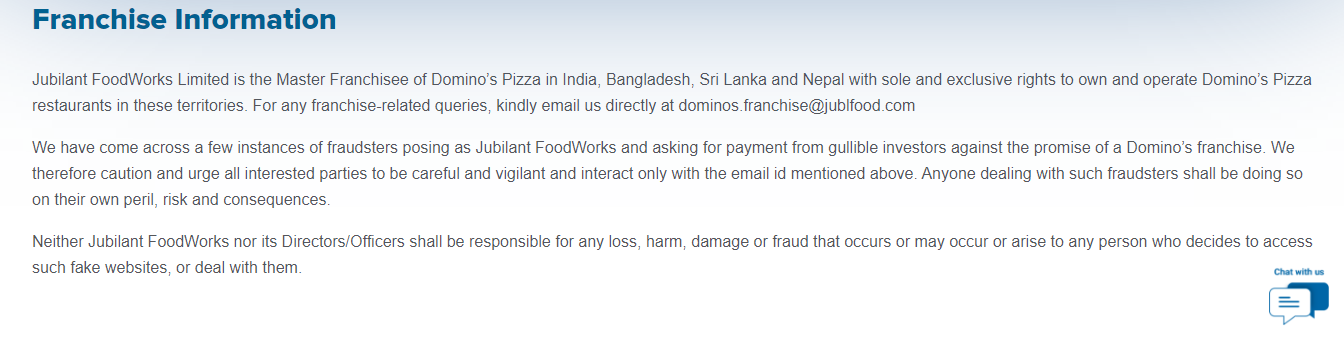 Franchise Information
Jubilant FoodWorks Limited is the Master Franchisee of Domino's Pizza in India, Bangladesh, Sri Lanka and Nepal with sole and exclusive rights to own and operate Domino's Pizza
restaurants in these territories. For any franchise-related queries, kindly email us directly at dominos.franchise@jublfood.com
We have come across a few instances of fraudsters posing as Jubilant FoodWorks and asking for payment from gullible investors against the promise of a Domino's franchise. We
therefore caution and urge all interested parties to be careful and vigilant and interact only with the email id mentioned above. Anyone dealing with such fraudsters shall be doing so
on their own peril, risk and consequences.
Neither Jubilant FoodWorks nor its Directors/Officers shall be responsible for any loss, harm, damage or fraud that occurs or may occur or arise to any person who decides to access
such fake websites, or deal with them.
Chat with us